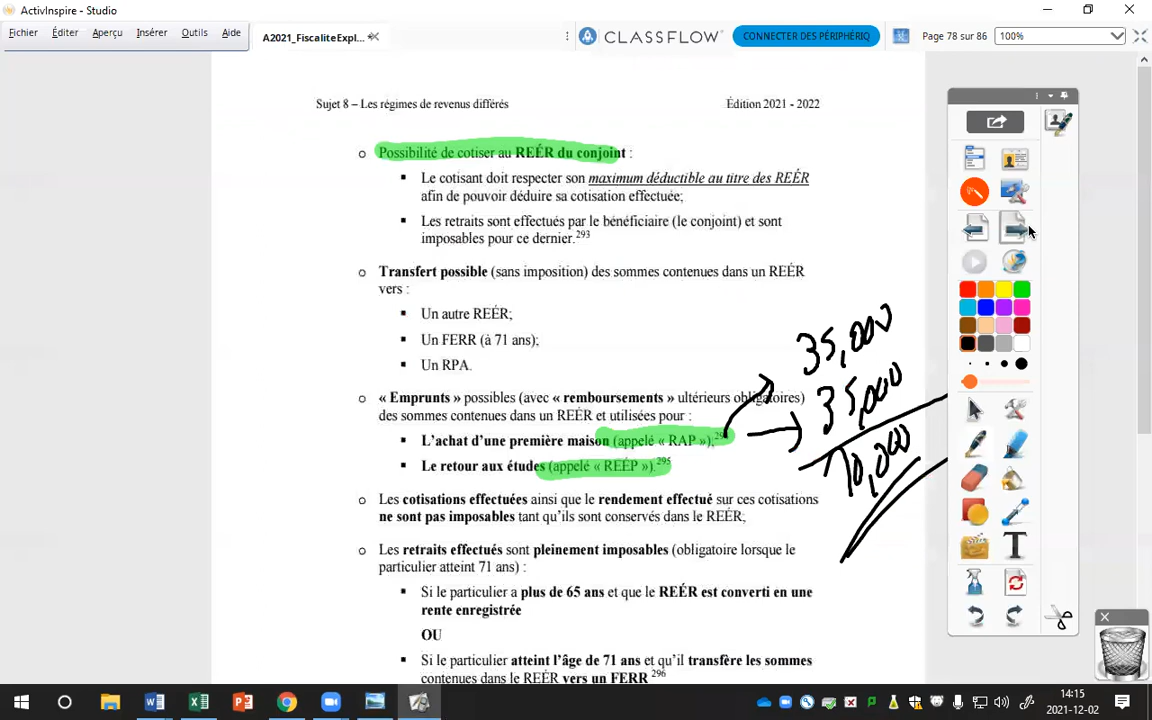 ActivInspire - Studio
Fichier Éditer Aperçu Insérer Outils Aide
A2021_FiscaliteExpl...
CLASSFLOW
CONNECTER DES PÉRIPHÉRIQ
Page 78 sur 86
100%
Sujet 8 – Les régimes de revenus différés
Édition 2021 - 2022
o Possibilité de cotiser au REÉR du conjoint :
▪ Le cotisant doit respecter son maximum déductible au titre des REÉR
afin de pouvoir déduire sa cotisation effectuée;
▪ Les retraits sont effectués par le bénéficiaire (le conjoint) et sont
imposables pour ce dernier.293
o Transfert possible (sans imposition) des sommes contenues dans un REÉR
vers :
▪ Un autre REÉR;
▪ Un FERR (à 71 ans);
▪ Un RPA.
35,000
35,000
70,000
o « Emprunts » possibles (avec « remboursements » ultérieurs obligatoires)
des sommes contenues dans un REÉR et utilisées pour :
▪ L'achat d'une première maison (appelé « RAP »);
▪ Le retour aux études (appelé « REÉP »).295
o Les cotisations effectuées ainsi que le rendement effectué sur ces cotisations
ne sont pas imposables tant qu'ils sont conservés dans le REÉR;
o Les retraits effectués sont pleinement imposables (obligatoire lorsque le
particulier atteint 71 ans) :
▪ Si le particulier a plus de 65 ans et que le REÉR est converti en une
rente enregistrée
OU
▪ Si le particulier atteint l'âge de 71 ans et qu'il transfère les sommes
contenues dans le REÉR vers un FERR 296
14:15
2021-12-02